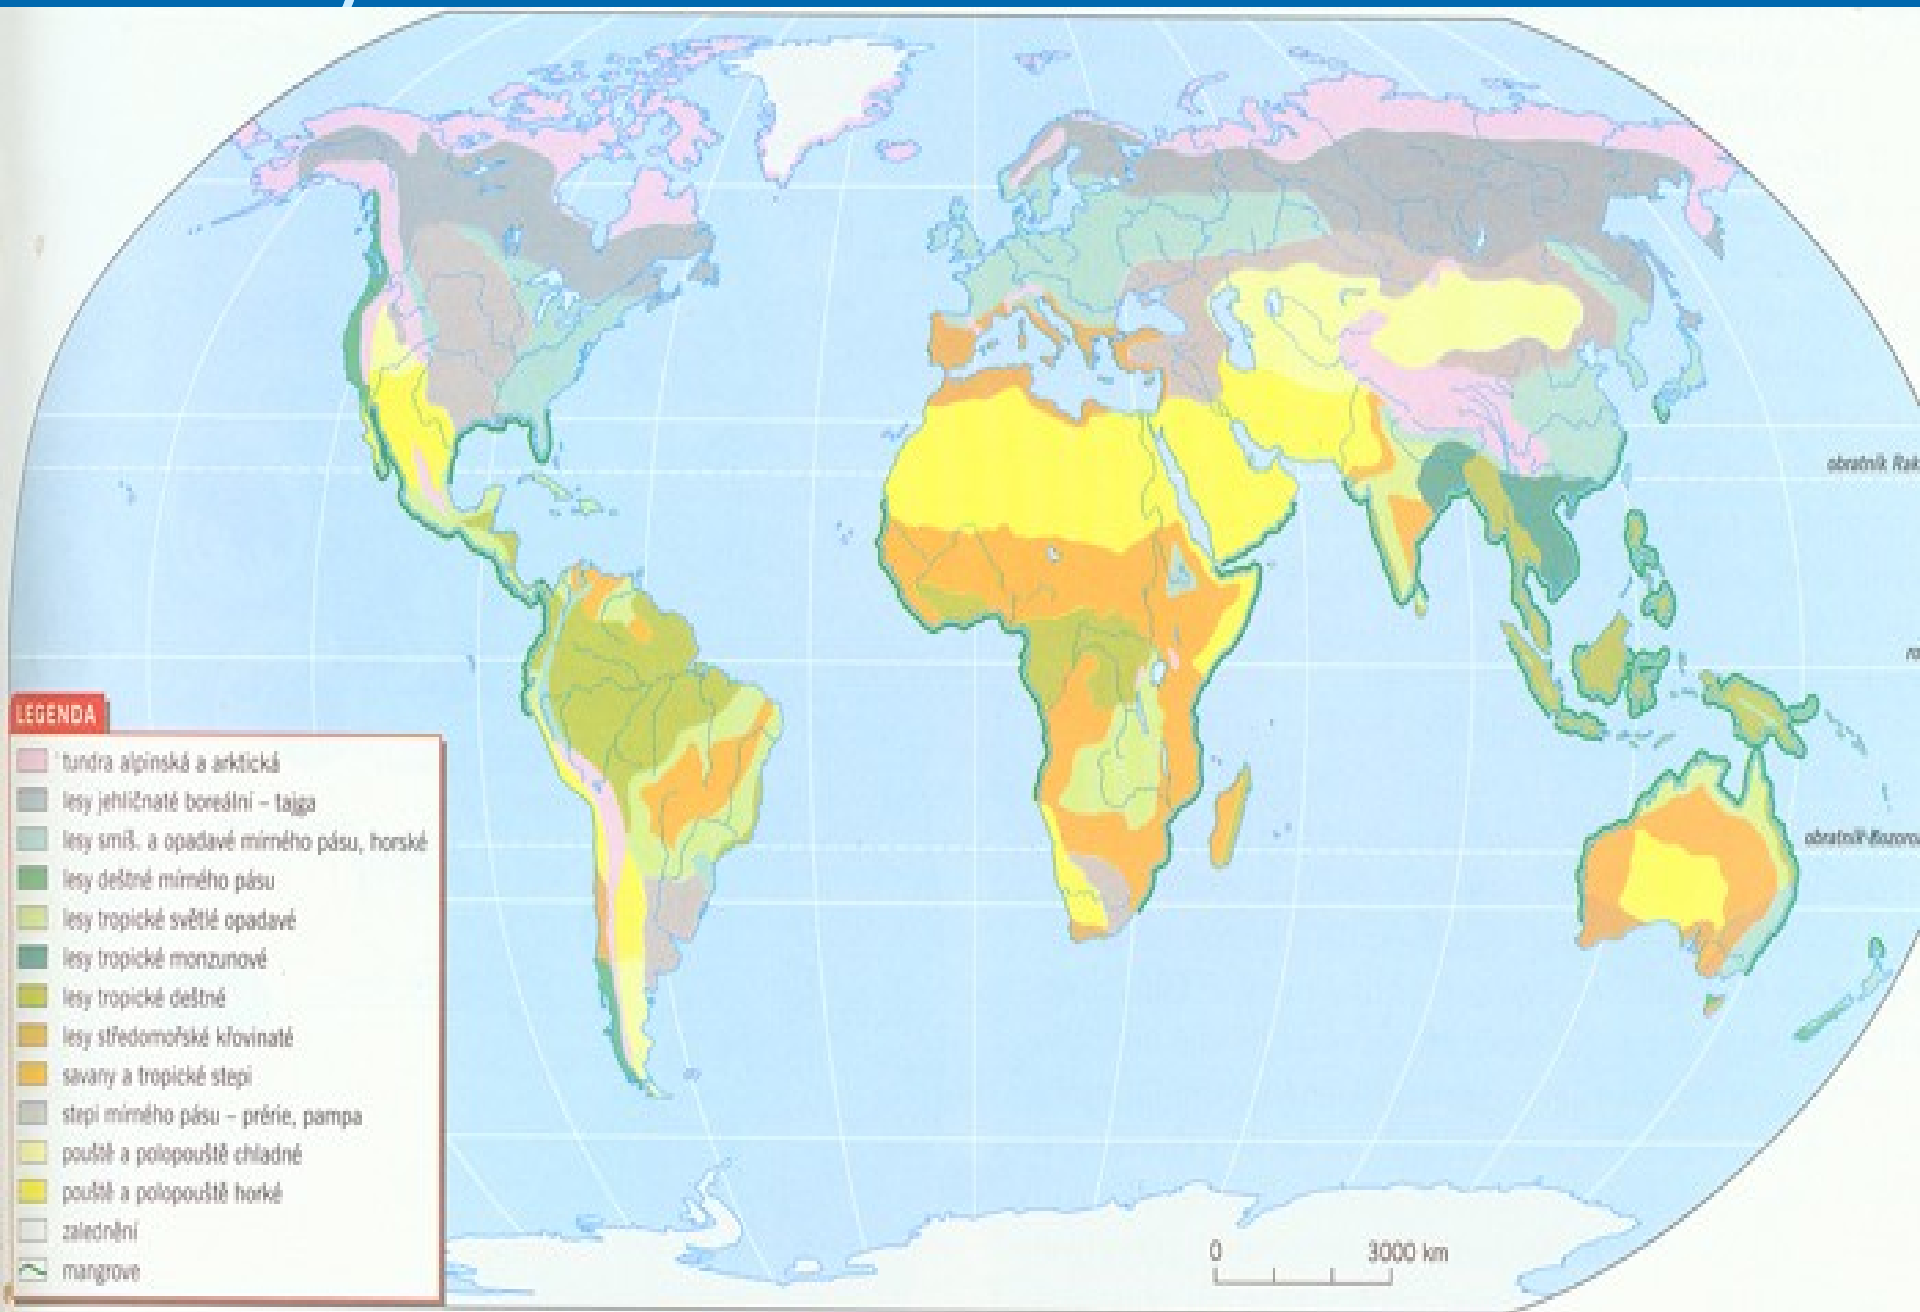 obratník Rak
ro
obratník Kozoro
LEGENDA
tundra alpinská a arktická
lesy jehličnaté boreální – tajga
lesy smíš. a opadavé mírného pásu, horské
lesy deštné mírného pásu
lesy tropické světlé opadavé
lesy tropické monzunové
lesy tropické deštné
lesy středomořské křovinaté
savany a tropické stepi
stepi mírného pásu – prérie, pampa
pouště a polopouště chladné
pouště a polopouště horké
zalednění
mangrove
0 3000 km